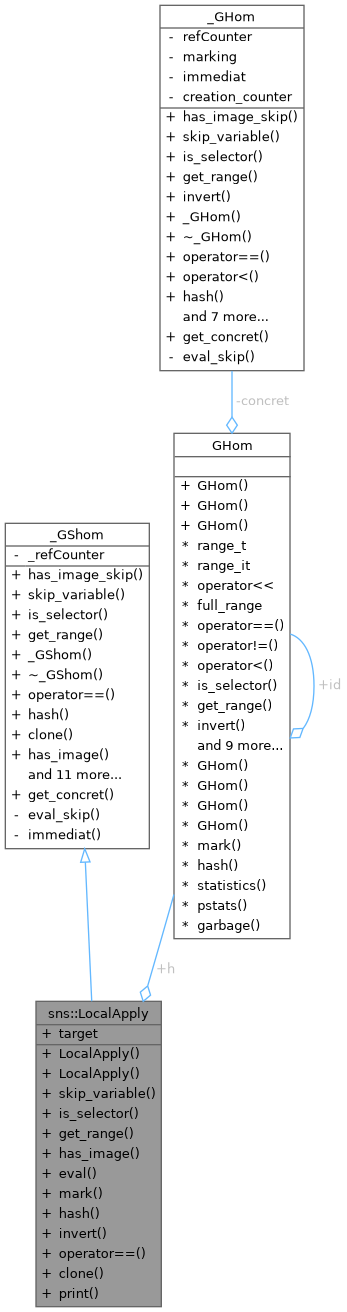 _GHom
- refCounter
- marking
- immediat
- creation_counter
+ has_image_skip()
+ skip_variable()
+ is_selector()
+ get_range()
+ invert()
+ _GHom()
+ ~_GHom()
+ operator==()
+ operator<()
+ hash()
and 7 more...
+ get_concret()
- eval_skip()
-concret
GHom
+ GHom()
+ GHom()
+ GHom()
* range_t
* range_it
* operator<<
* full_range
* operator==()
* operator!=()
* operator<()
* is_selector()
* get_range()
* invert()
and 9 more...
* GHom()
* GHom()
* GHom()
* GHom()
* mark()
* hash()
* statistics()
* pstats()
* garbage()
+id
_GShom
- _refCounter
+ has_image_skip()
+ skip_variable()
+ is_selector()
+ get_range()
+ _GShom()
+ ~_GShom()
+ operator==()
+ hash()
+ clone()
+ has_image()
and 11 more...
+ get_concret()
- eval_skip()
- immediat()
+h
sns::LocalApply
+ target
+ LocalApply()
+ LocalApply()
+ skip_variable()
+ is_selector()
+ get_range()
+ has_image()
+ eval()
+ mark()
+ hash()
+ invert()
+ operator==()
+ clone()
+ print()